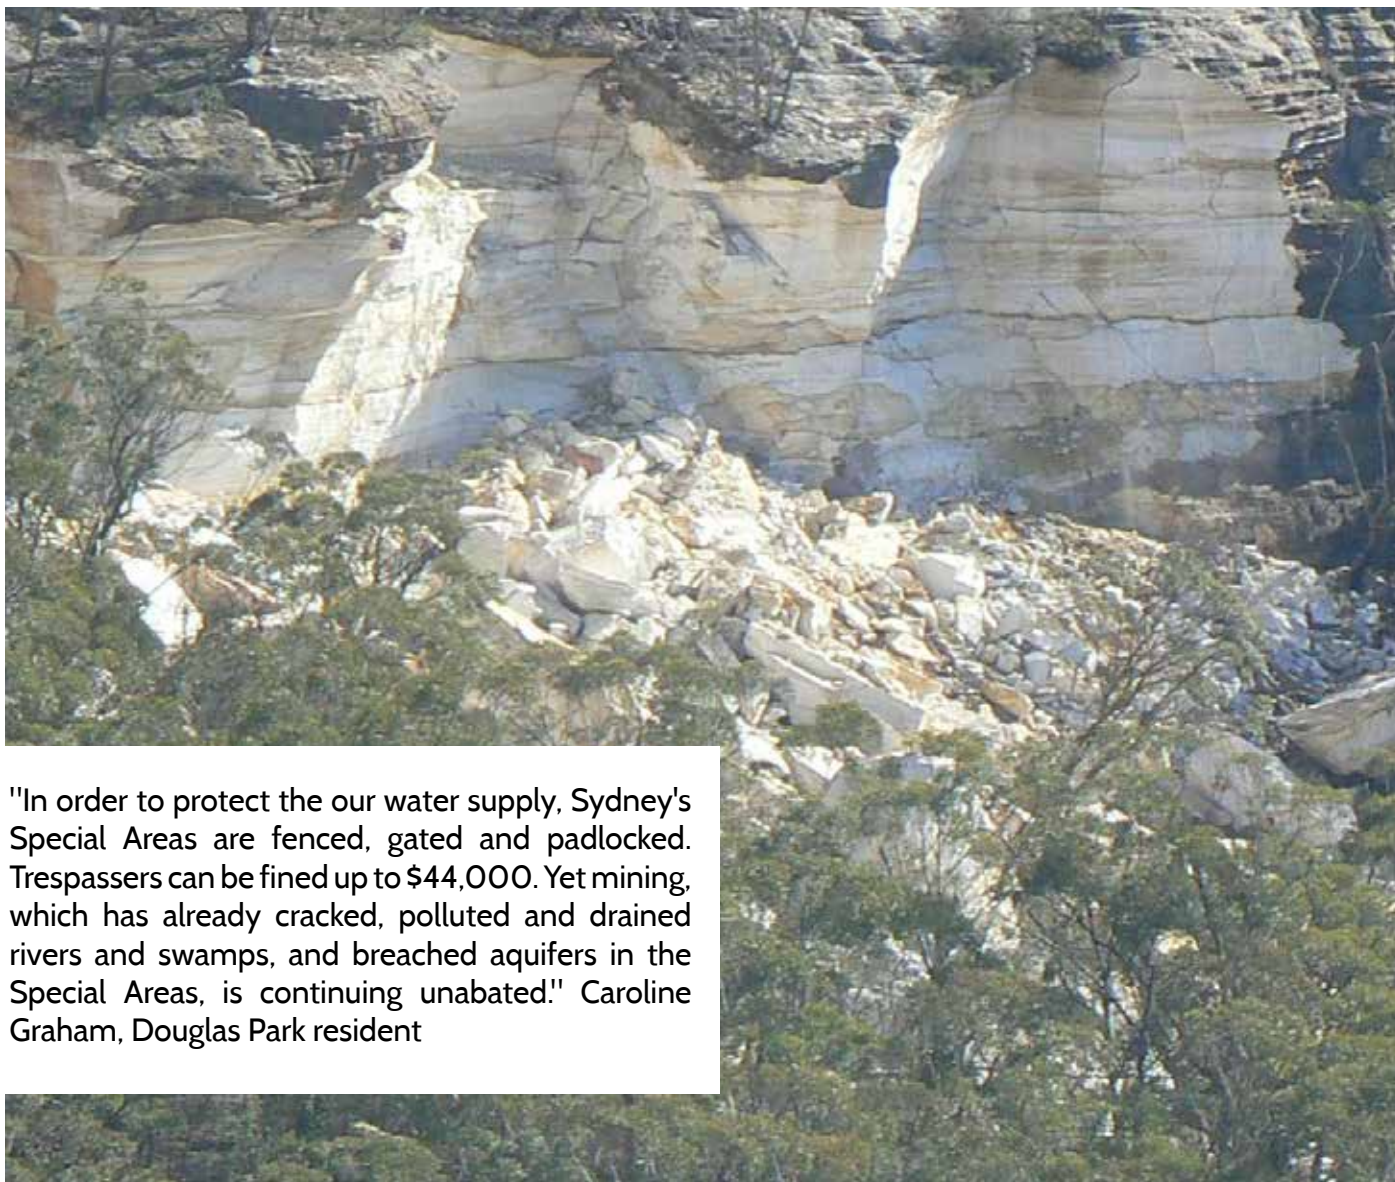 "In order to protect the our water supply, Sydney's
Special Areas are fenced, gated and padlocked.
Trespassers can be fined up to $44,000. Yet mining,
which has already cracked, polluted and drained
rivers and swamps, and breached aquifers in the
Special Areas, is continuing unabated." Caroline
Graham, Douglas Park resident